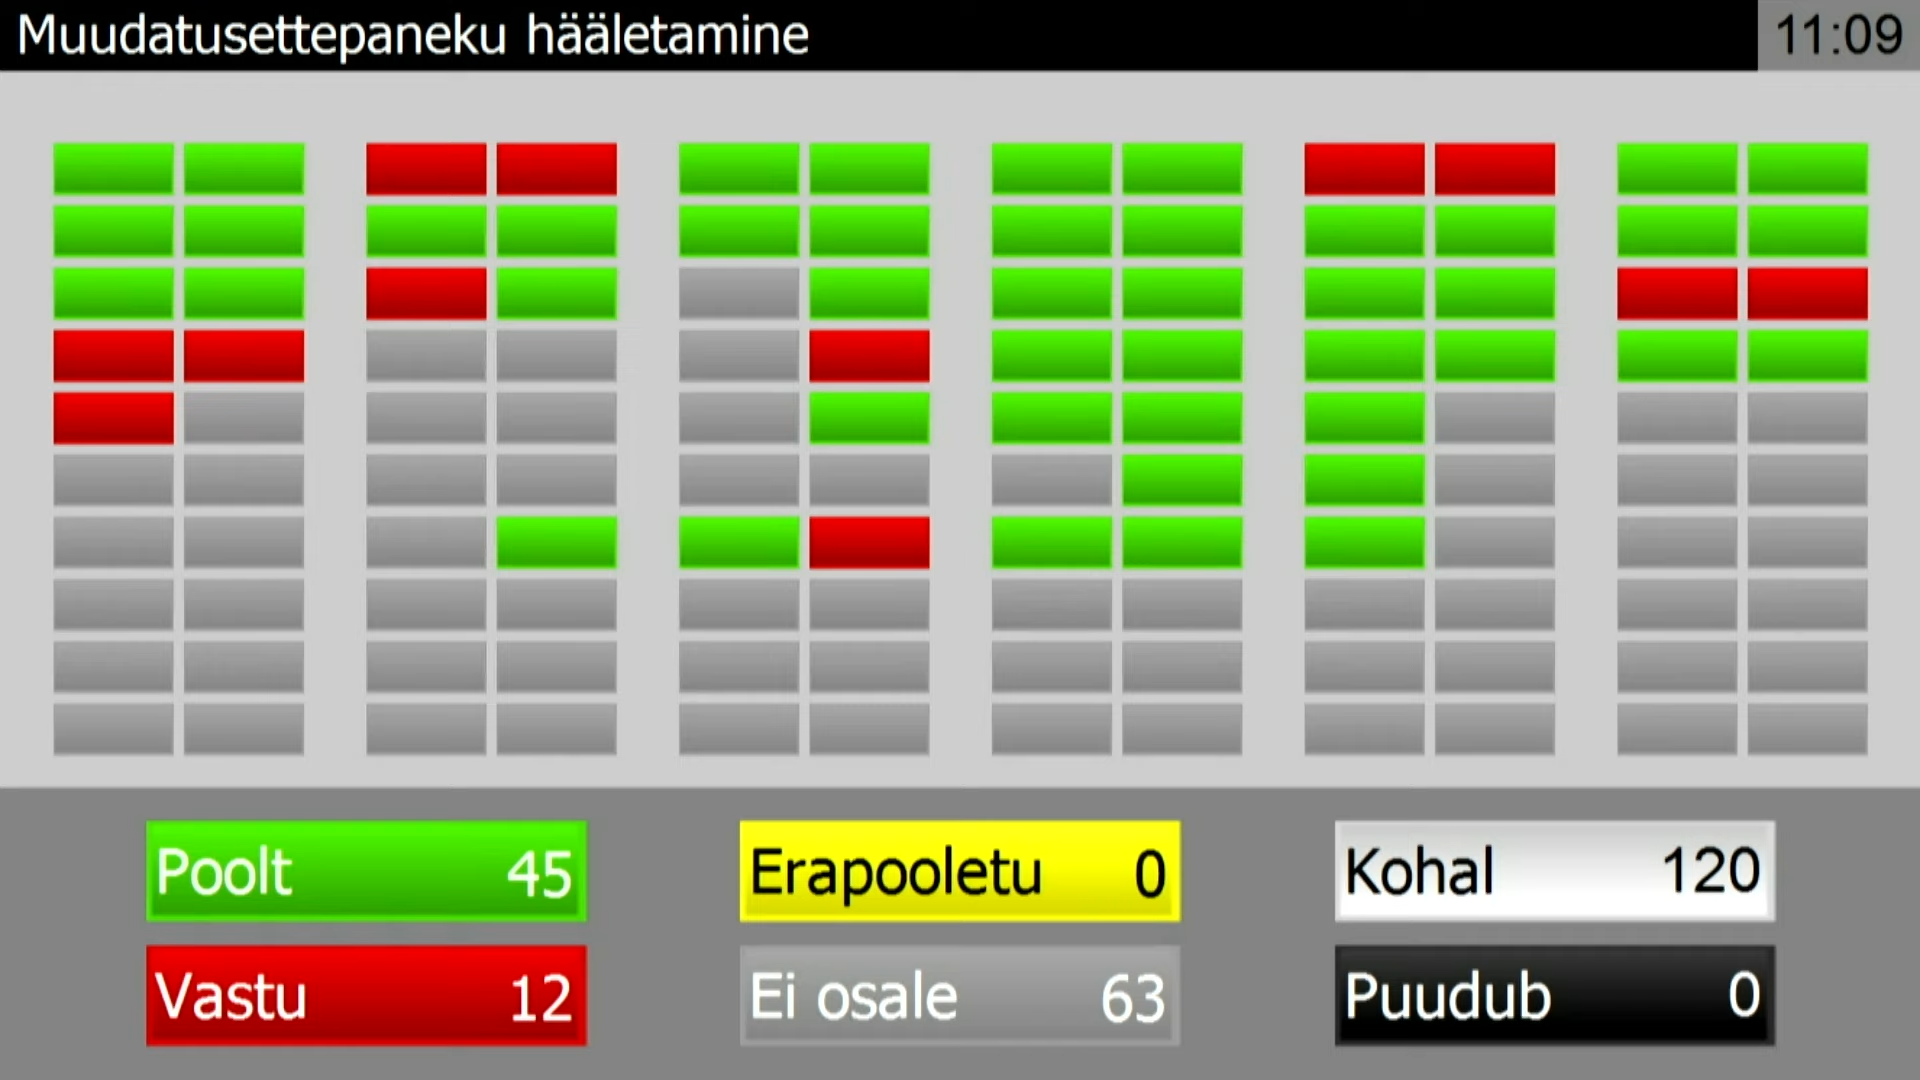 Muudatusettepaneku hääletamine 11:09
Poolt 45 Erapooletu 0 Kohal 120
Vastu 12 Ei osale 63 Puudub 0